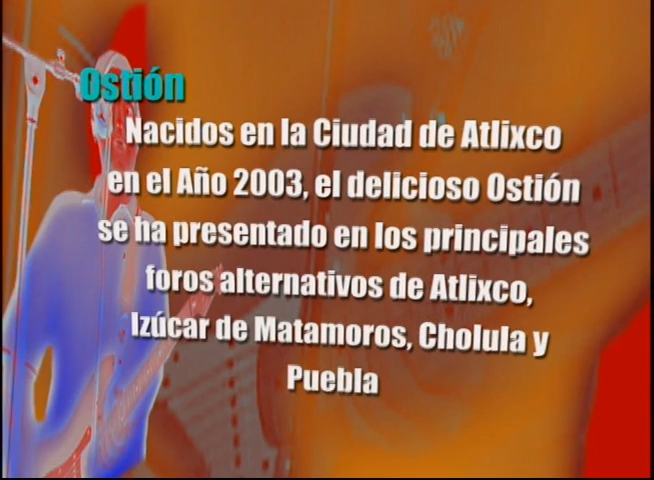 Ostión
Nacidos en la Ciudad de Atlixco
en el Año 2003, el delicioso Ostión
se ha presentado en los principales
foros alternativos de Atlixco,
Izúcar de Matamoros, Cholula y
Puebla